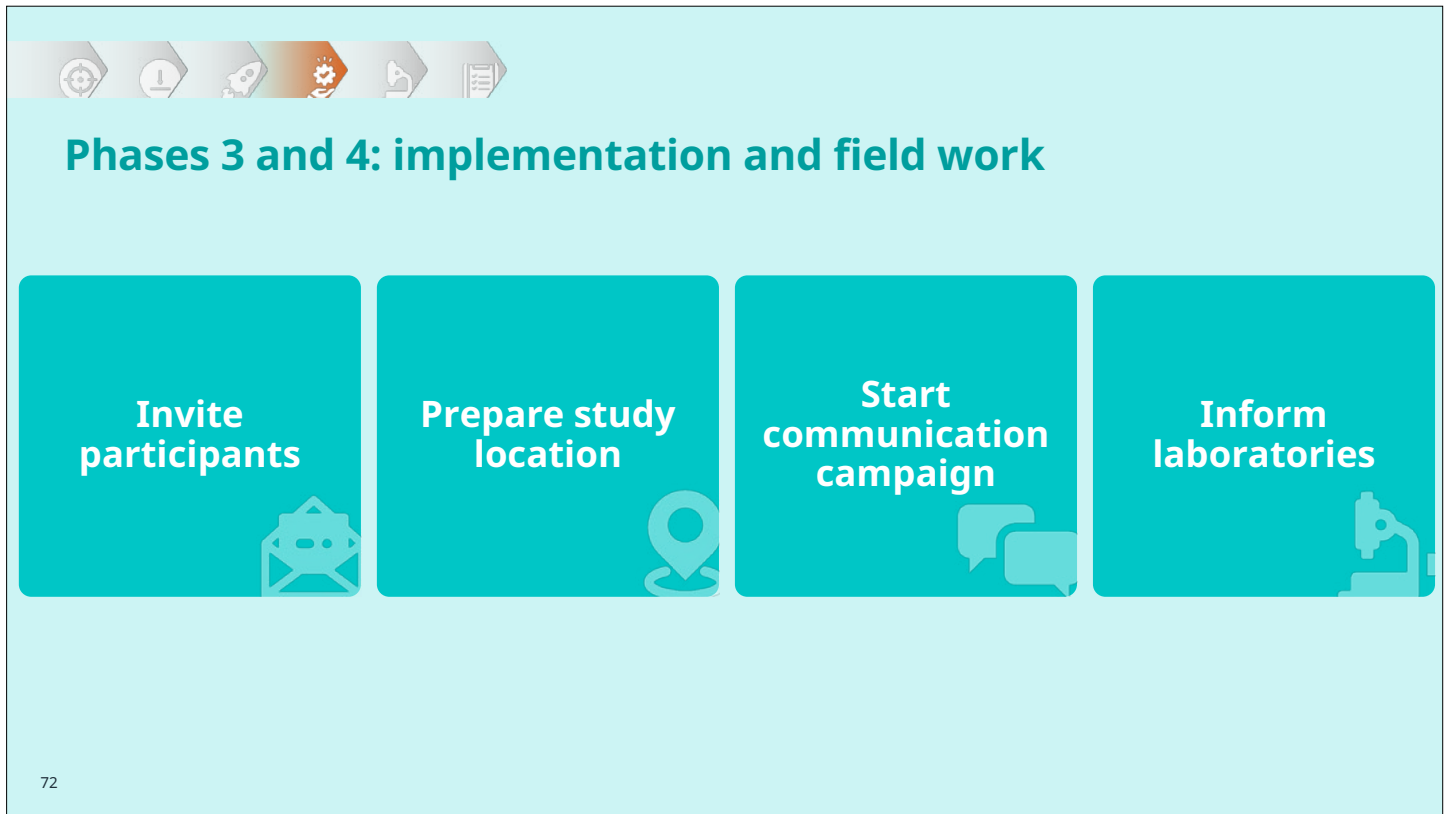 Phases 3 and 4: implementation and field work
Invite
participants
Prepare study
location
Start
communication
campaign
Inform
laboratories
72